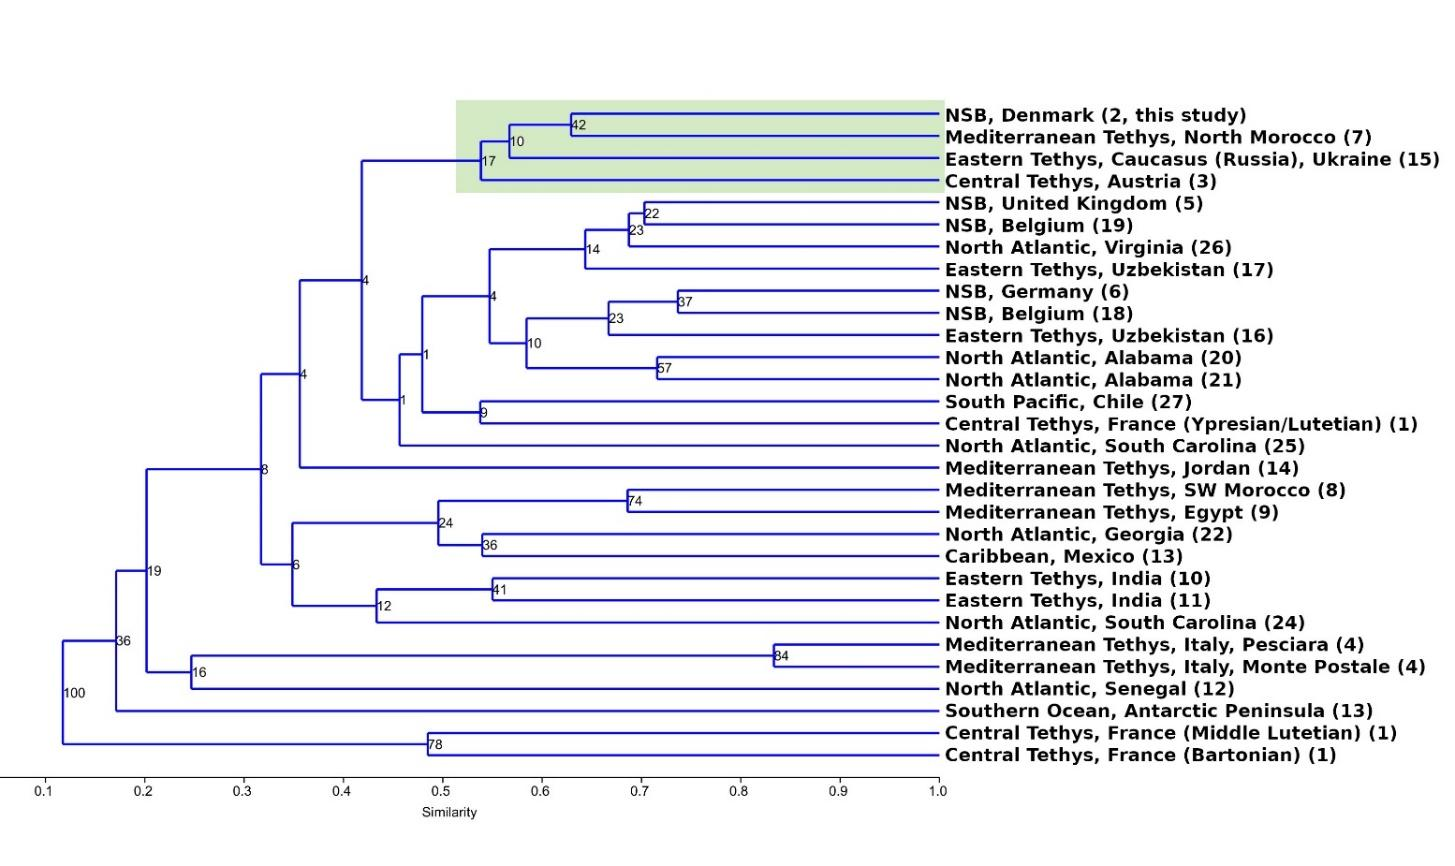 NSB, Denmark (2, this study)
42
Mediterranean Tethys, North Morocco (7)
10
Eastern Tethys, Caucasus (Russia), Ukraine (15)
17
Central Tethys, Austria (3)
NSB, United Kingdom (5)
22
NSB, Belgium (19)
23
North Atlantic, Virginia (26)
14
Eastern Tethys, Uzbekistan (17)
4
NSB, Germany (6)
4
37
NSB, Belgium (18)
23
Eastern Tethys, Uzbekistan (16)
10
North Atlantic, Alabama (20)
1
57
North Atlantic, Alabama (21)
4
South Pacific, Chile (27)
1
9
Central Tethys, France (Ypresian/Lutetian) (1)
North Atlantic, South Carolina (25)
Mediterranean Tethys, Jordan (14)
8
Mediterranean Tethys, SW Morocco (8)
74
Mediterranean Tethys, Egypt (9)
24
North Atlantic, Georgia (22)
36
Caribbean, Mexico (13)
6
19
Eastern Tethys, India (10)
41
Eastern Tethys, India (11)
12
North Atlantic, South Carolina (24)
36
Mediterranean Tethys, Italy, Pesciara (4)
84
Mediterranean Tethys, Italy, Monte Postale (4)
16
North Atlantic, Senegal (12)
100
Southern Ocean, Antarctic Peninsula (13)
Central Tethys, France (Middle Lutetian) (1)
78
Central Tethys, France (Bartonian) (1)
0.1 0.2 0.3 0.4 0.5 0.6 0.7 0.8 0.9 1.0
Similarity